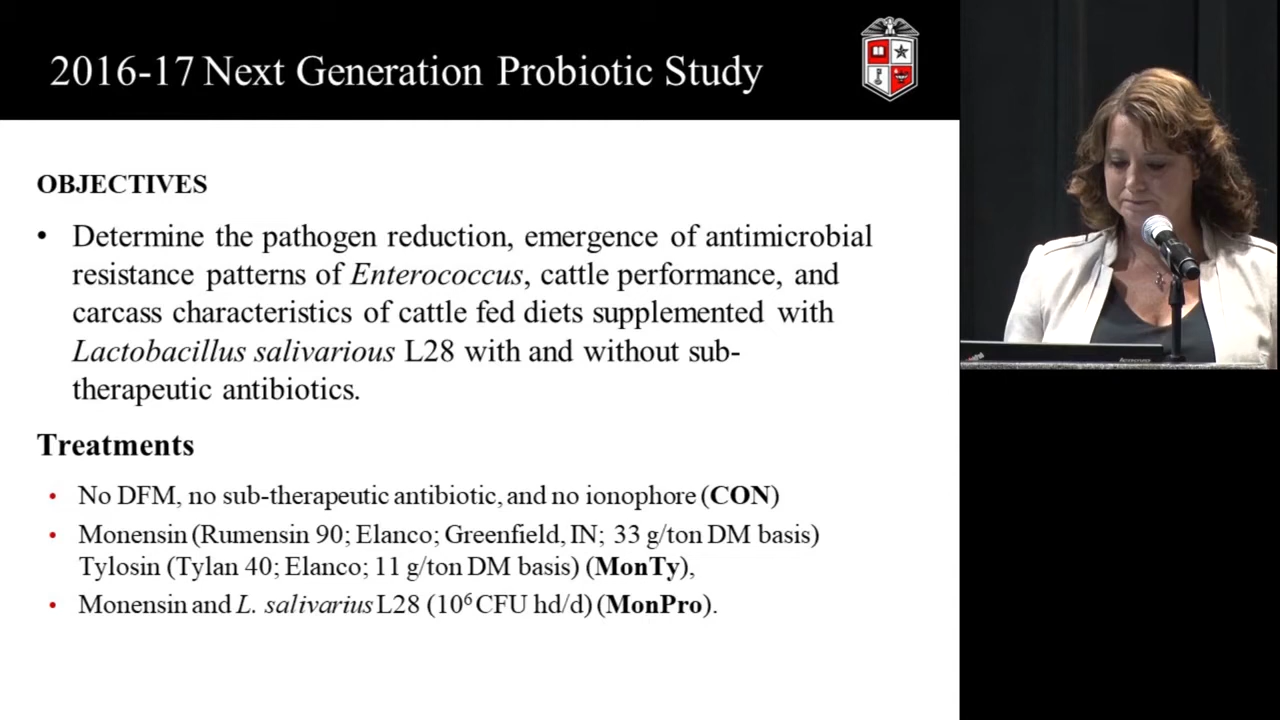 2016-17 Next Generation Probiotic Study
OBJECTIVES
• Determine the pathogen reduction, emergence of antimicrobial
resistance patterns of Enterococcus, cattle performance, and
carcass characteristics of cattle fed diets supplemented with
Lactobacillus salivarious L28 with and without sub-
therapeutic antibiotics.
Treatments
• No DFM, no sub-therapeutic antibiotic, and no ionophore (CON)
• Monensin (Rumensin 90; Elanco; Greenfield, IN; 33 g/ton DM basis)
Tylosin (Tylan 40; Elanco; 11 g/ton DM basis) (MonTy),
• Monensin and L. salivarius L28 (10⁶ CFU hd/d) (MonPro).